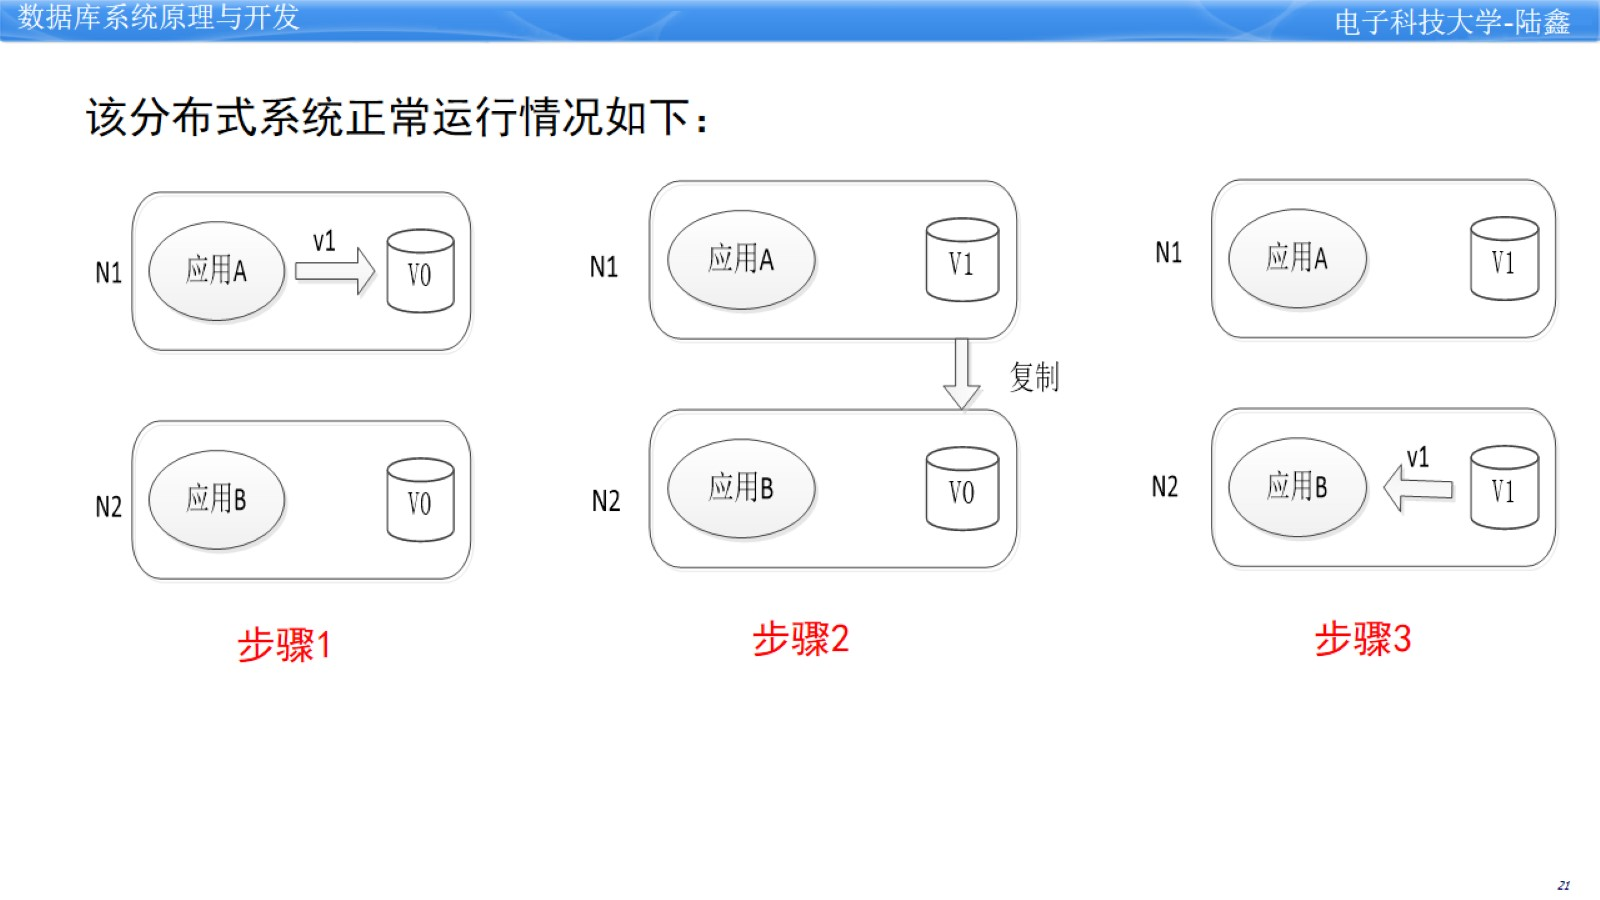 数据库系统原理与开发
电子科技大学-陆鑫
该分布式系统正常运行情况如下：
N1
应用A
v1
V0
N2
应用B
V0
步骤1
N1
应用A
V1
复制
N2
应用B
V0
步骤2
N1
应用A
V1
N2
应用B
v1
V1
步骤3
21